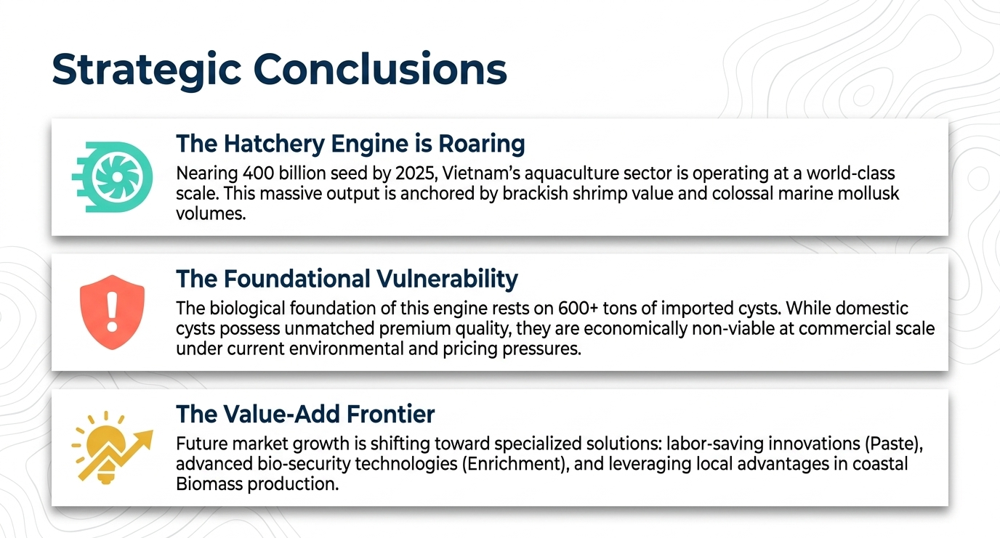 Strategic Conclusions
The Hatchery Engine is Roaring
Nearing 400 billion seed by 2025, Vietnam’s aquaculture sector is operating at a world-class
scale. This massive output is anchored by brackish shrimp value and colossal marine mollusk
volumes.
The Foundational Vulnerability
The biological foundation of this engine rests on 600+ tons of imported cysts. While domestic
cysts possess unmatched premium quality, they are economically non-viable at commercial scale
under current environmental and pricing pressures.
The Value-Add Frontier
Future market growth is shifting toward specialized solutions: labor-saving innovations (Paste),
advanced bio-security technologies (Enrichment), and leveraging local advantages in coastal
Biomass production.